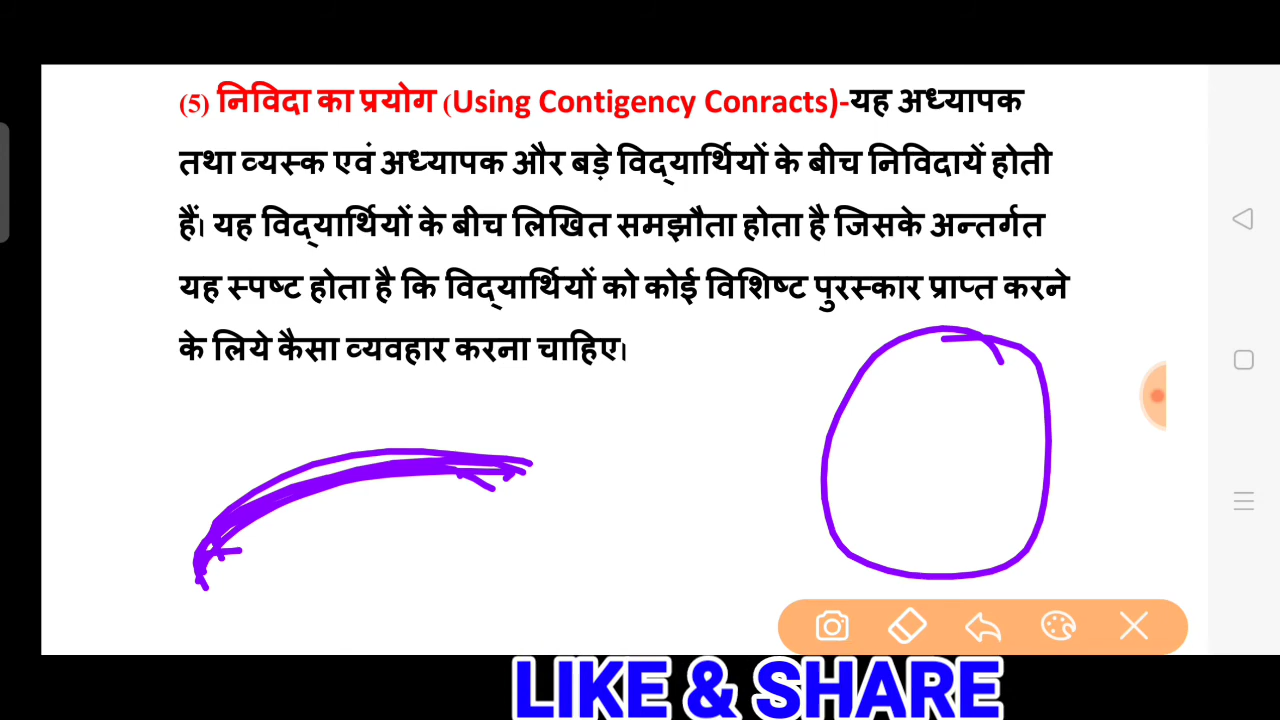 (5) निविदा का प्रयोग (Using Contigency Conracts)-यह अध्यापक
तथा व्यस्क एवं अध्यापक और बड़े विद्यार्थियों के बीच निविदायें होती
हैं। यह विद्यार्थियों के बीच लिखित समझौता होता है जिसके अन्तर्गत
यह स्पष्ट होता है कि विद्यार्थियों को कोई विशिष्ट पुरस्कार प्राप्त करने
के लिये कैसा व्यवहार करना चाहिए।
LIKE & SHARE